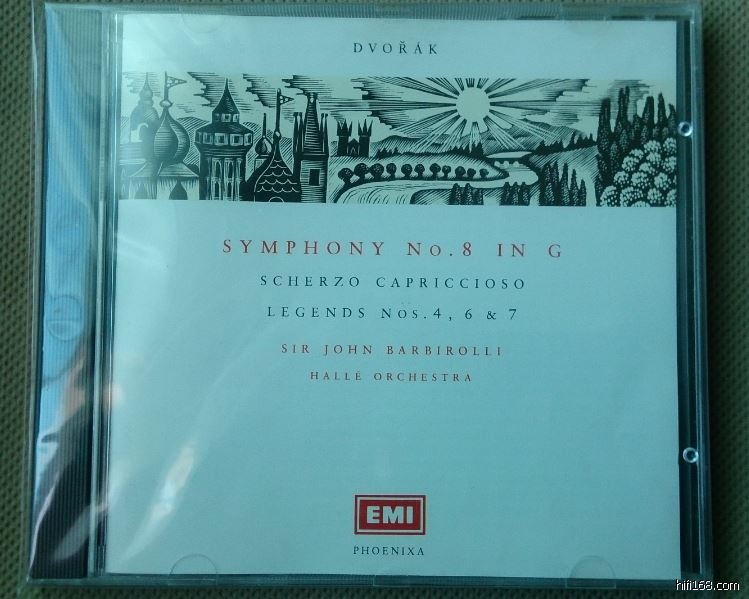 DVOŘÁK
SYMPHONY No.8 IN G
SCHERZO CAPRICCIOSO
LEGENDS NOS.4, 6 & 7
SIR JOHN BARBIROLLI
HALLÉ ORCHESTRA
EMI
PHOENIXA
hifi168.com